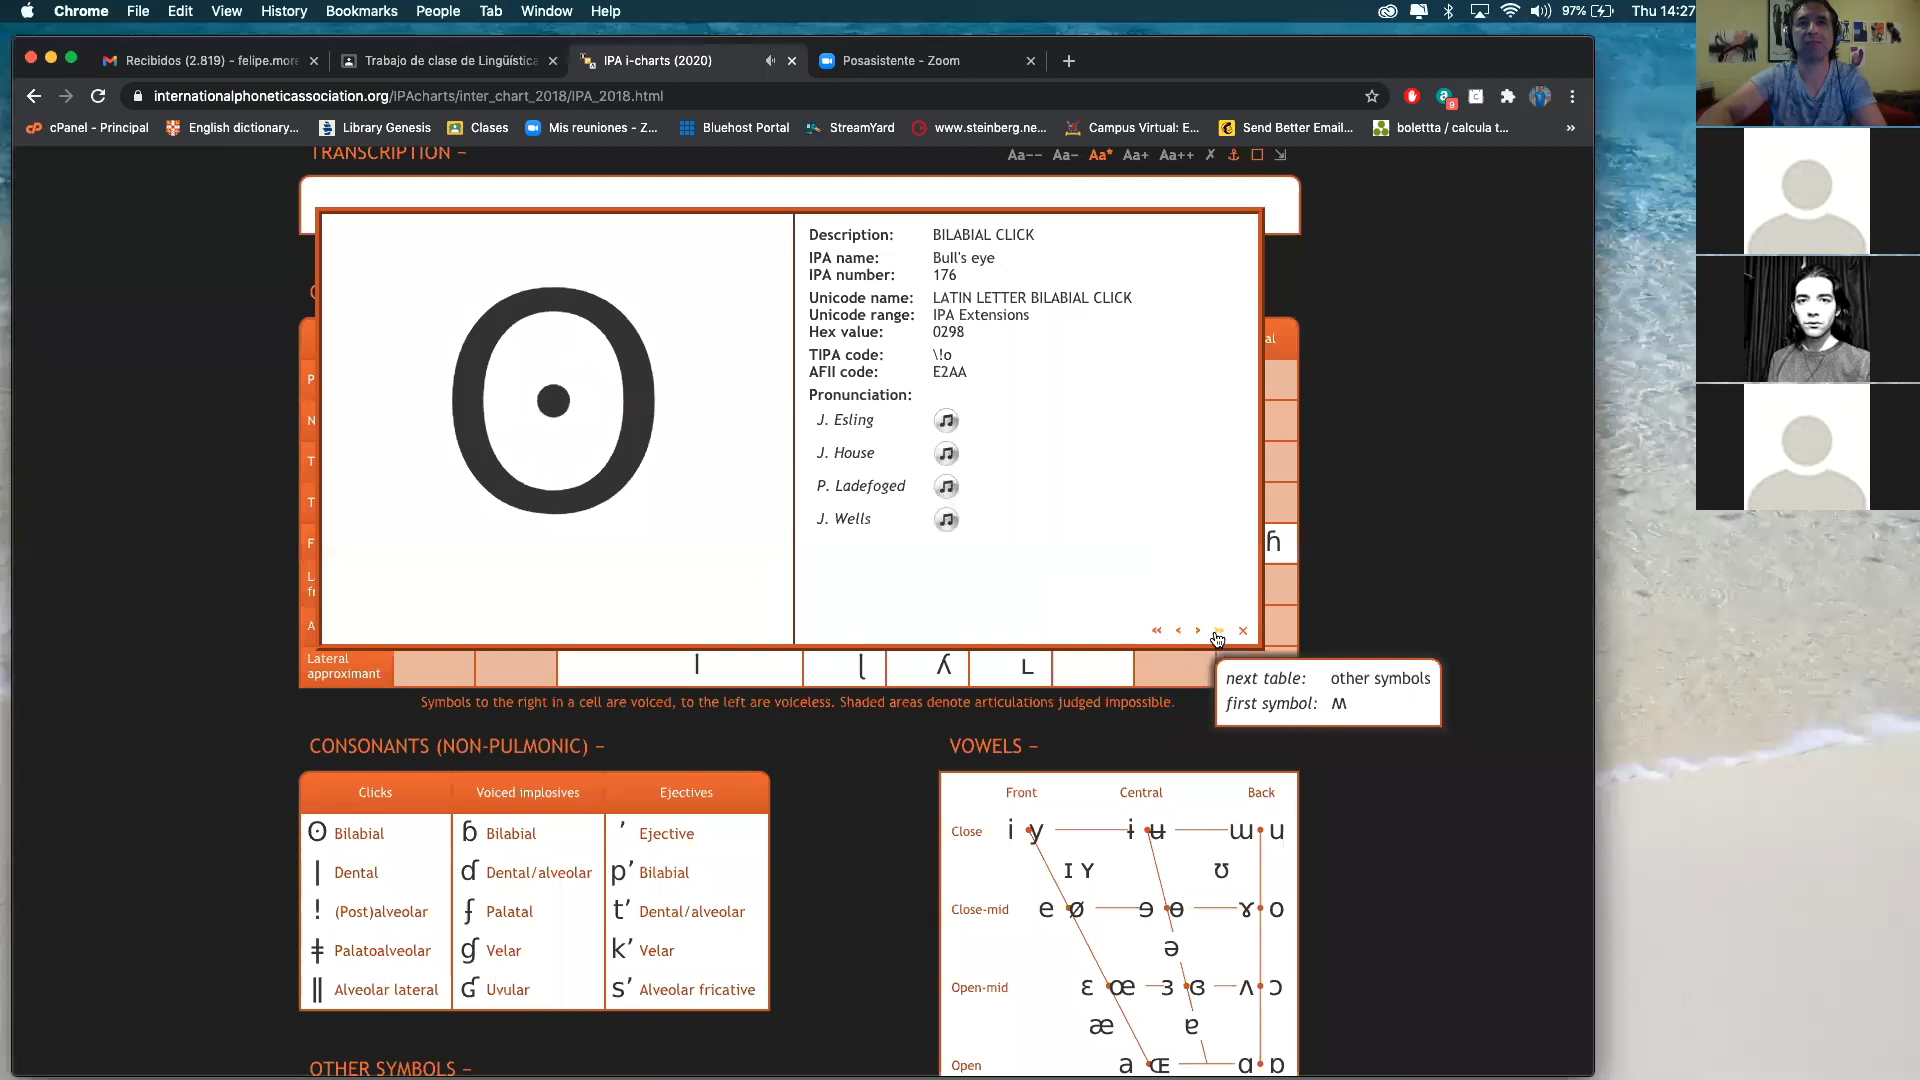 Chrome File Edit View History Bookmarks People Tab Window Help 97% Thu 14:27
Recibidos (2.819) - felipe.more
Trabajo de clase de Lingüística
IPA i-charts (2020)
Posasistente - Zoom
internationalphoneticassociation.org/IPAcharts/inter_chart_2018/IPA_2018.html
9
cPanel - Principal English dictionary... Library Genesis Clases Mis reuniones - Z... Bluehost Portal StreamYard www.steinberg.ne... Campus Virtual: E... Send Better Email... bolettta / calcula t... »
TRANSCRIPTION –
Aa-- Aa- Aa* Aa+ Aa++
ʘ
Description: BILABIAL CLICK
IPA name: Bull's eye
IPA number: 176
Unicode name: LATIN LETTER BILABIAL CLICK
Unicode range: IPA Extensions
Hex value: 0298
TIPA code: \!o
AFII code: E2AA
Pronunciation:
J. Esling
J. House
P. Ladefoged
J. Wells
al
P
N
T
T
F
ɦ
A
next table: other symbols
first symbol: ʍ
Lateral approximant l ɭ ʎ ʟ
Symbols to the right in a cell are voiced, to the left are voiceless. Shaded areas denote articulations judged impossible.
CONSONANTS (NON-PULMONIC) –
Clicks Voiced implosives Ejectives
ʘ Bilabial ɓ Bilabial ʼ Ejective
ǀ Dental ɗ Dental/alveolar pʼ Bilabial
ǃ (Post)alveolar ʄ Palatal tʼ Dental/alveolar
ǂ Palatoalveolar ɠ Velar kʼ Velar
ǁ Alveolar lateral ʛ Uvular sʼ Alveolar fricative
VOWELS –
Front Central Back
Close i y ɨ ʉ ɯ u
ɪ ʏ ʊ
Close-mid e ø ɘ ɵ ɤ o
ə
Open-mid ɛ œ ɜ ɞ ʌ ɔ
æ ɐ
Open a ɶ ɑ ɒ
OTHER SYMBOLS –